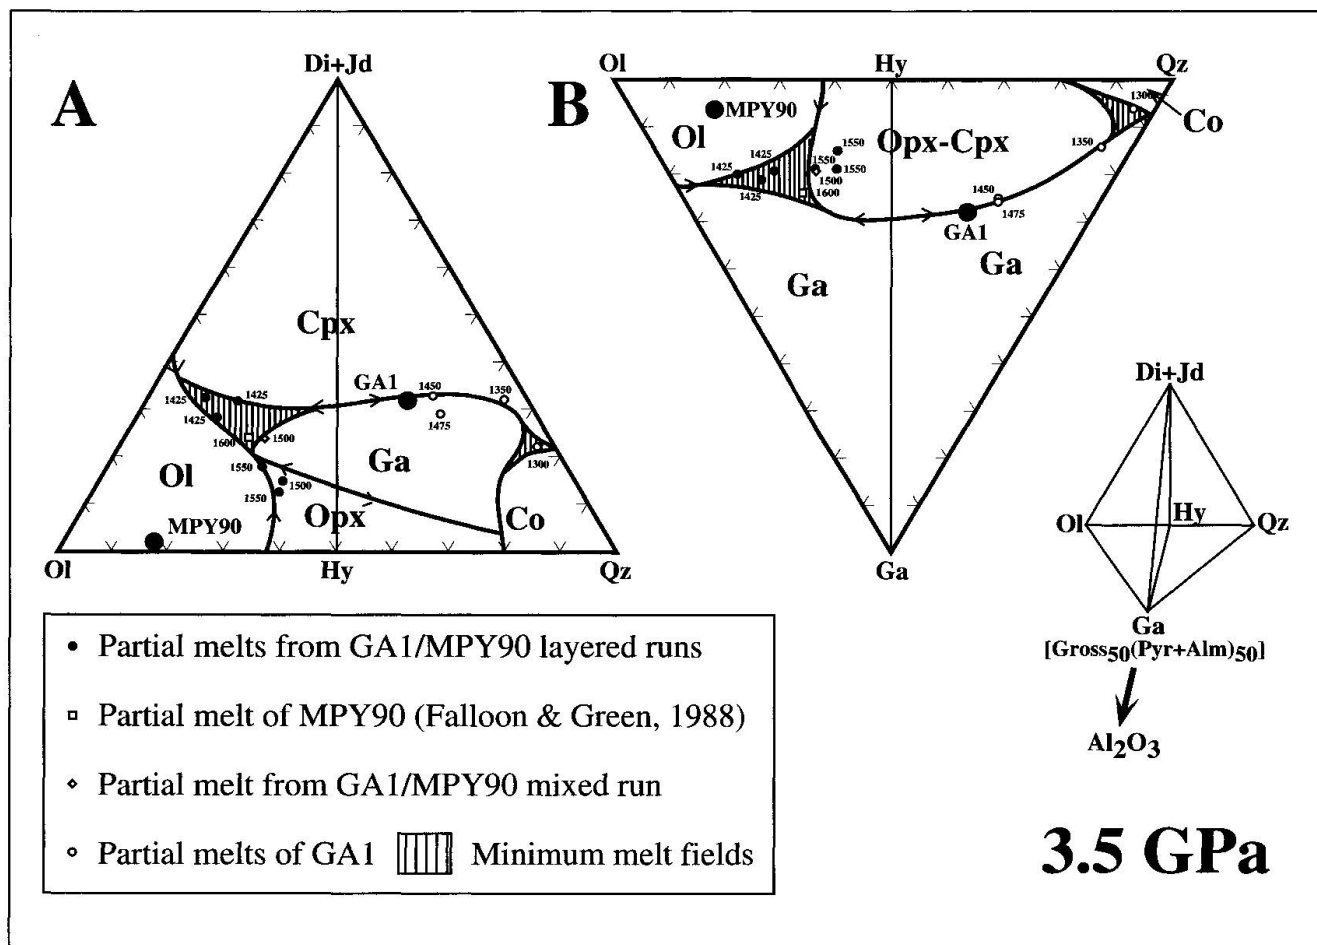 A
Di+Jd
Cpx
GA1
1450
1350
1425
1425
1425
1475
1600
1500
1300
1550
1500
1550
Ol
Ga
Opx
Co
MPY90
Ol
Hy
Qz
B
Ol
Hy
Qz
MPY90
1300
Co
Ol
Opx-Cpx
1350
1425
1425
1550
1550
1550
1500
1425
1600
1450
1475
GA1
Ga
Ga
Ga
Di+Jd
Ol
Hy
Qz
Ga
[Gross50(Pyr+Alm)50]
Al2O3
Partial melts from GA1/MPY90 layered runs
Partial melt of MPY90 (Falloon & Green, 1988)
Partial melt from GA1/MPY90 mixed run
Partial melts of GA1 Minimum melt fields
3.5 GPa